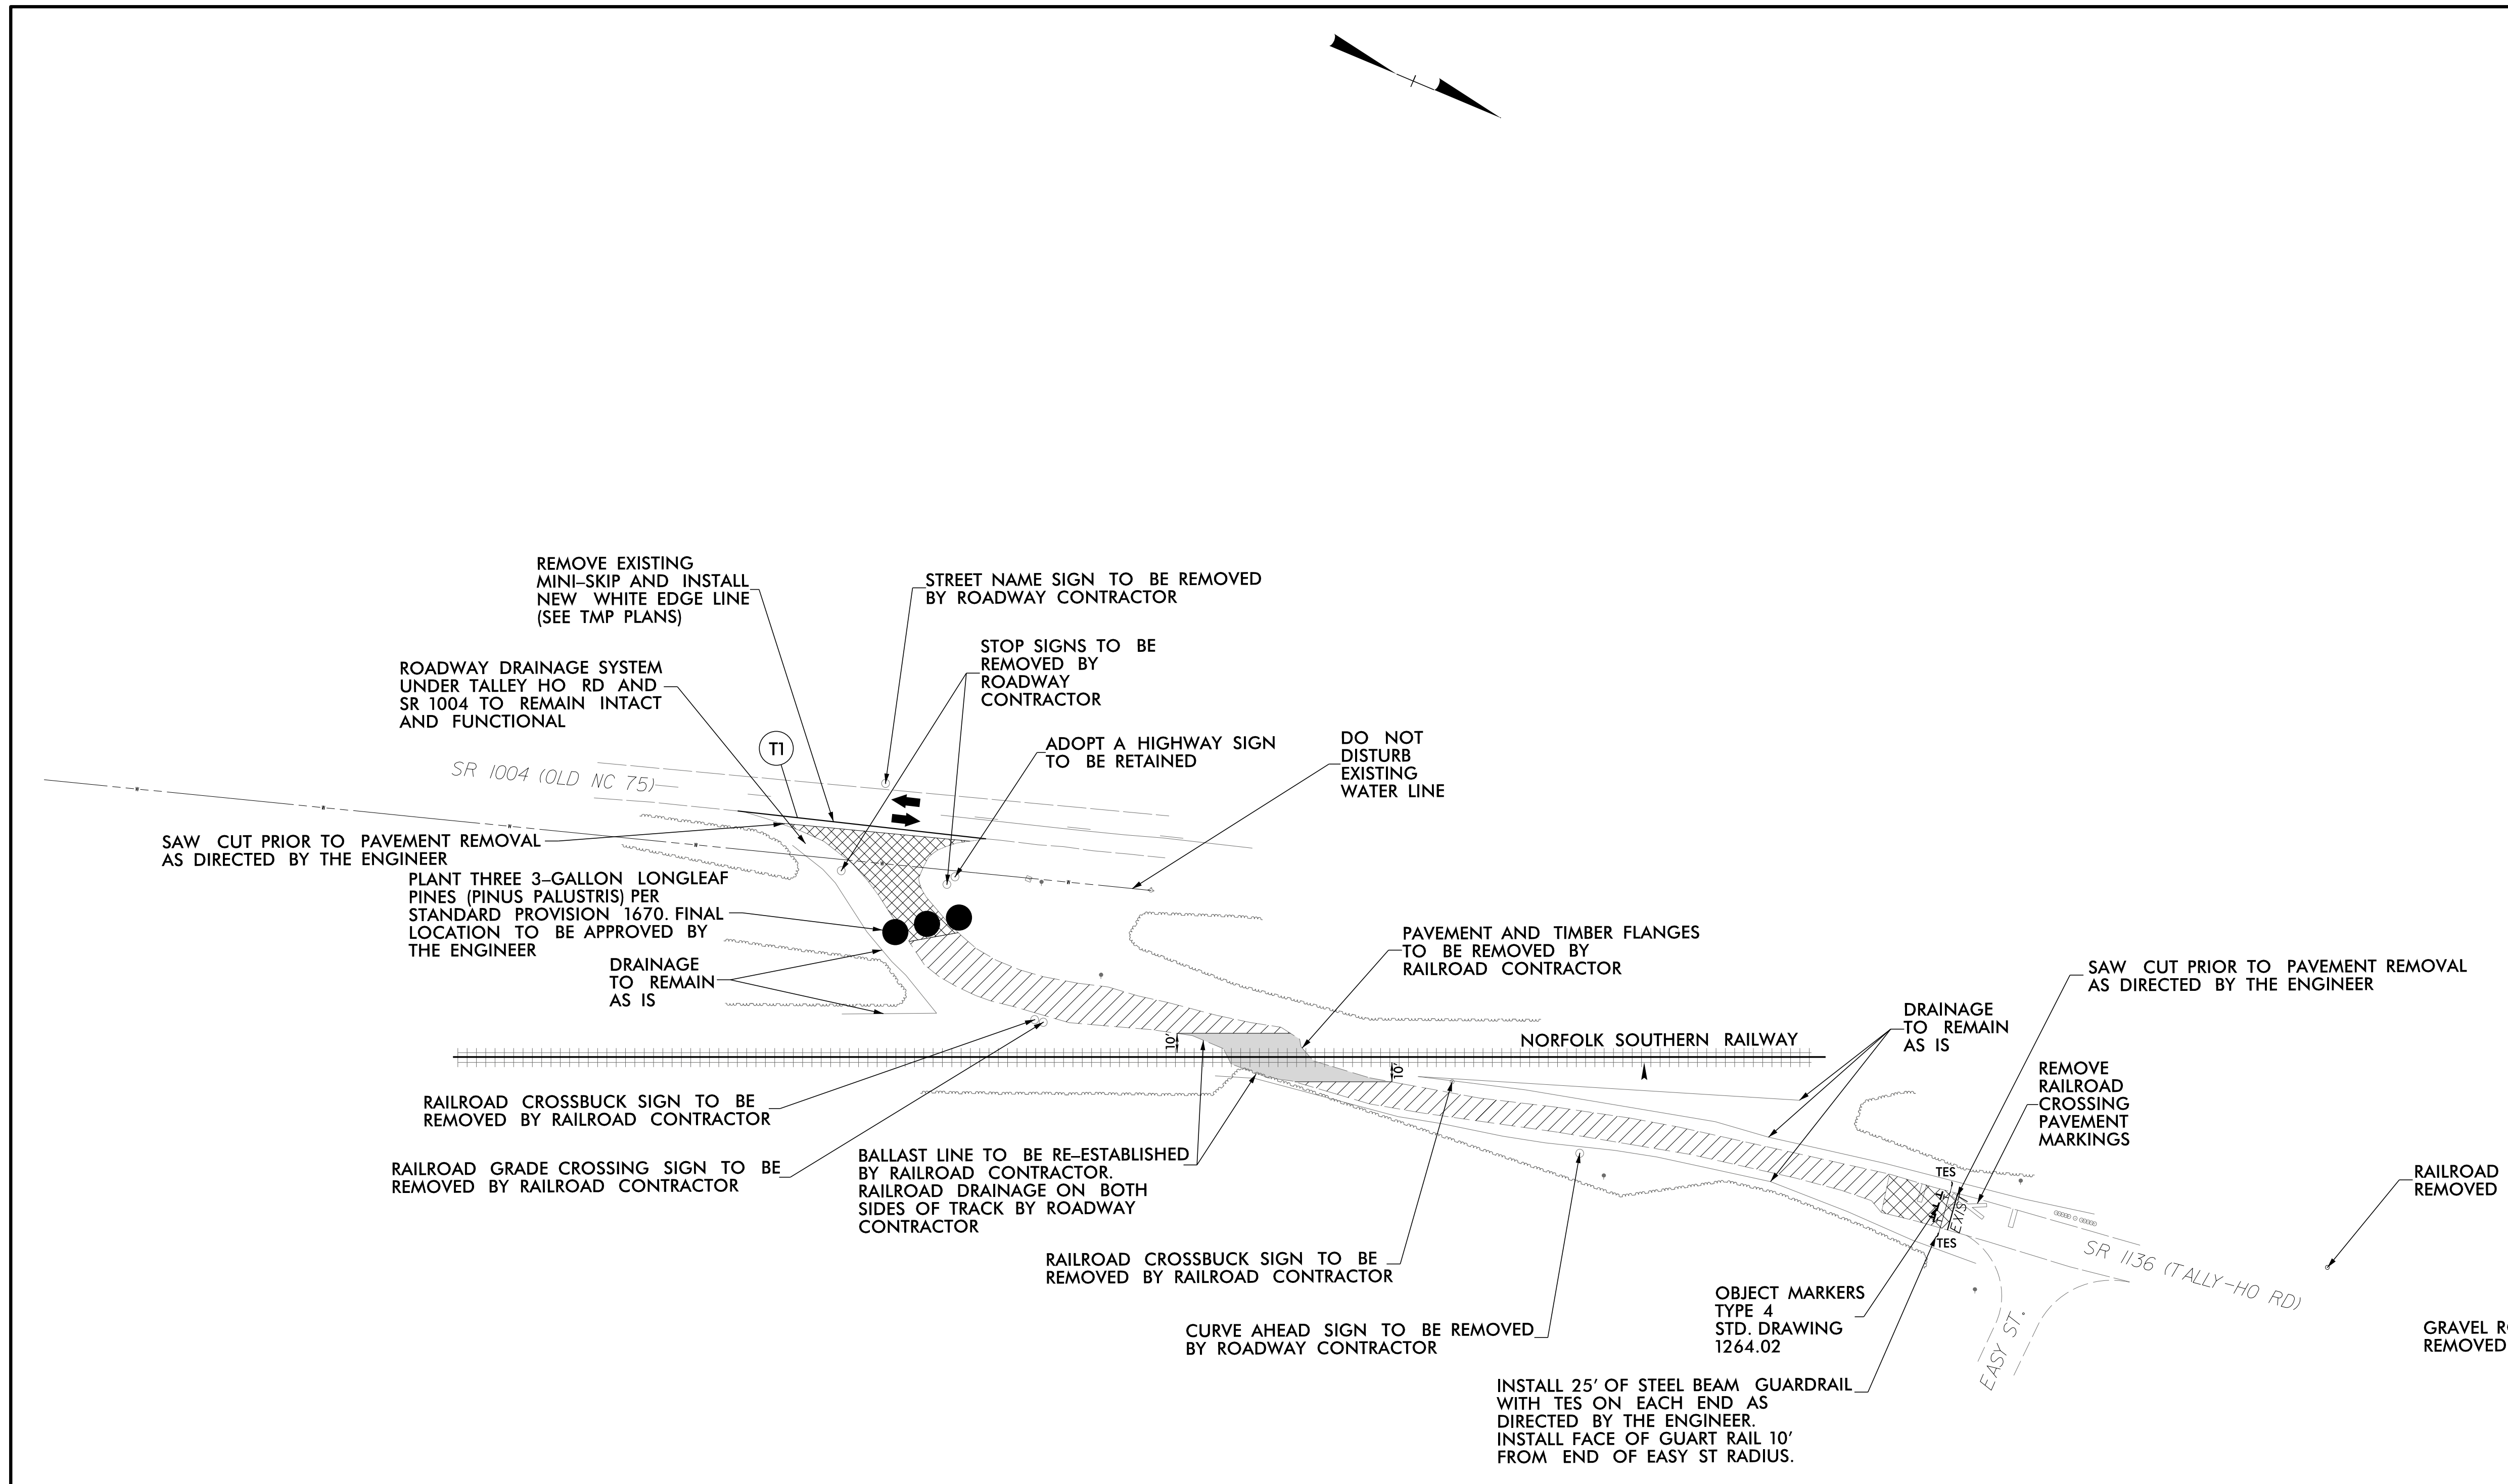 REMOVE EXISTING
MINI–SKIP AND INSTALL
NEW WHITE EDGE LINE
(SEE TMP PLANS)
STREET NAME SIGN TO BE REMOVED
BY ROADWAY CONTRACTOR
STOP SIGNS TO BE
REMOVED BY
ROADWAY
CONTRACTOR
ROADWAY DRAINAGE SYSTEM
UNDER TALLEY HO RD AND
SR 1004 TO REMAIN INTACT
AND FUNCTIONAL
T1
ADOPT A HIGHWAY SIGN
TO BE RETAINED
DO NOT
DISTURB
EXISTING
WATER LINE
SR 1004 (OLD NC 75)
SAW CUT PRIOR TO PAVEMENT REMOVAL
AS DIRECTED BY THE ENGINEER
PLANT THREE 3–GALLON LONGLEAF
PINES (PINUS PALUSTRIS) PER
STANDARD PROVISION 1670. FINAL
LOCATION TO BE APPROVED BY
THE ENGINEER
DRAINAGE
TO REMAIN
AS IS
PAVEMENT AND TIMBER FLANGES
TO BE REMOVED BY
RAILROAD CONTRACTOR
SAW CUT PRIOR TO PAVEMENT REMOVAL
AS DIRECTED BY THE ENGINEER
DRAINAGE
TO REMAIN
AS IS
10'
NORFOLK SOUTHERN RAILWAY
10'
REMOVE
RAILROAD
CROSSING
PAVEMENT
MARKINGS
RAILROAD CROSSBUCK SIGN TO BE
REMOVED BY RAILROAD CONTRACTOR
RAILROAD GRADE CROSSING SIGN TO BE
REMOVED BY RAILROAD CONTRACTOR
BALLAST LINE TO BE RE–ESTABLISHED
BY RAILROAD CONTRACTOR.
RAILROAD DRAINAGE ON BOTH
SIDES OF TRACK BY ROADWAY
CONTRACTOR
TES
EXIST
TES
RAILROAD
REMOVED
SR 1136 (TALLY-HO RD)
RAILROAD CROSSBUCK SIGN TO BE
REMOVED BY RAILROAD CONTRACTOR
OBJECT MARKERS
TYPE 4
STD. DRAWING
1264.02
CURVE AHEAD SIGN TO BE REMOVED
BY ROADWAY CONTRACTOR
EASY ST.
GRAVEL
REMOVED
INSTALL 25' OF STEEL BEAM GUARDRAIL
WITH TES ON EACH END AS
DIRECTED BY THE ENGINEER.
INSTALL FACE OF GUART RAIL 10'
FROM END OF EASY ST RADIUS.